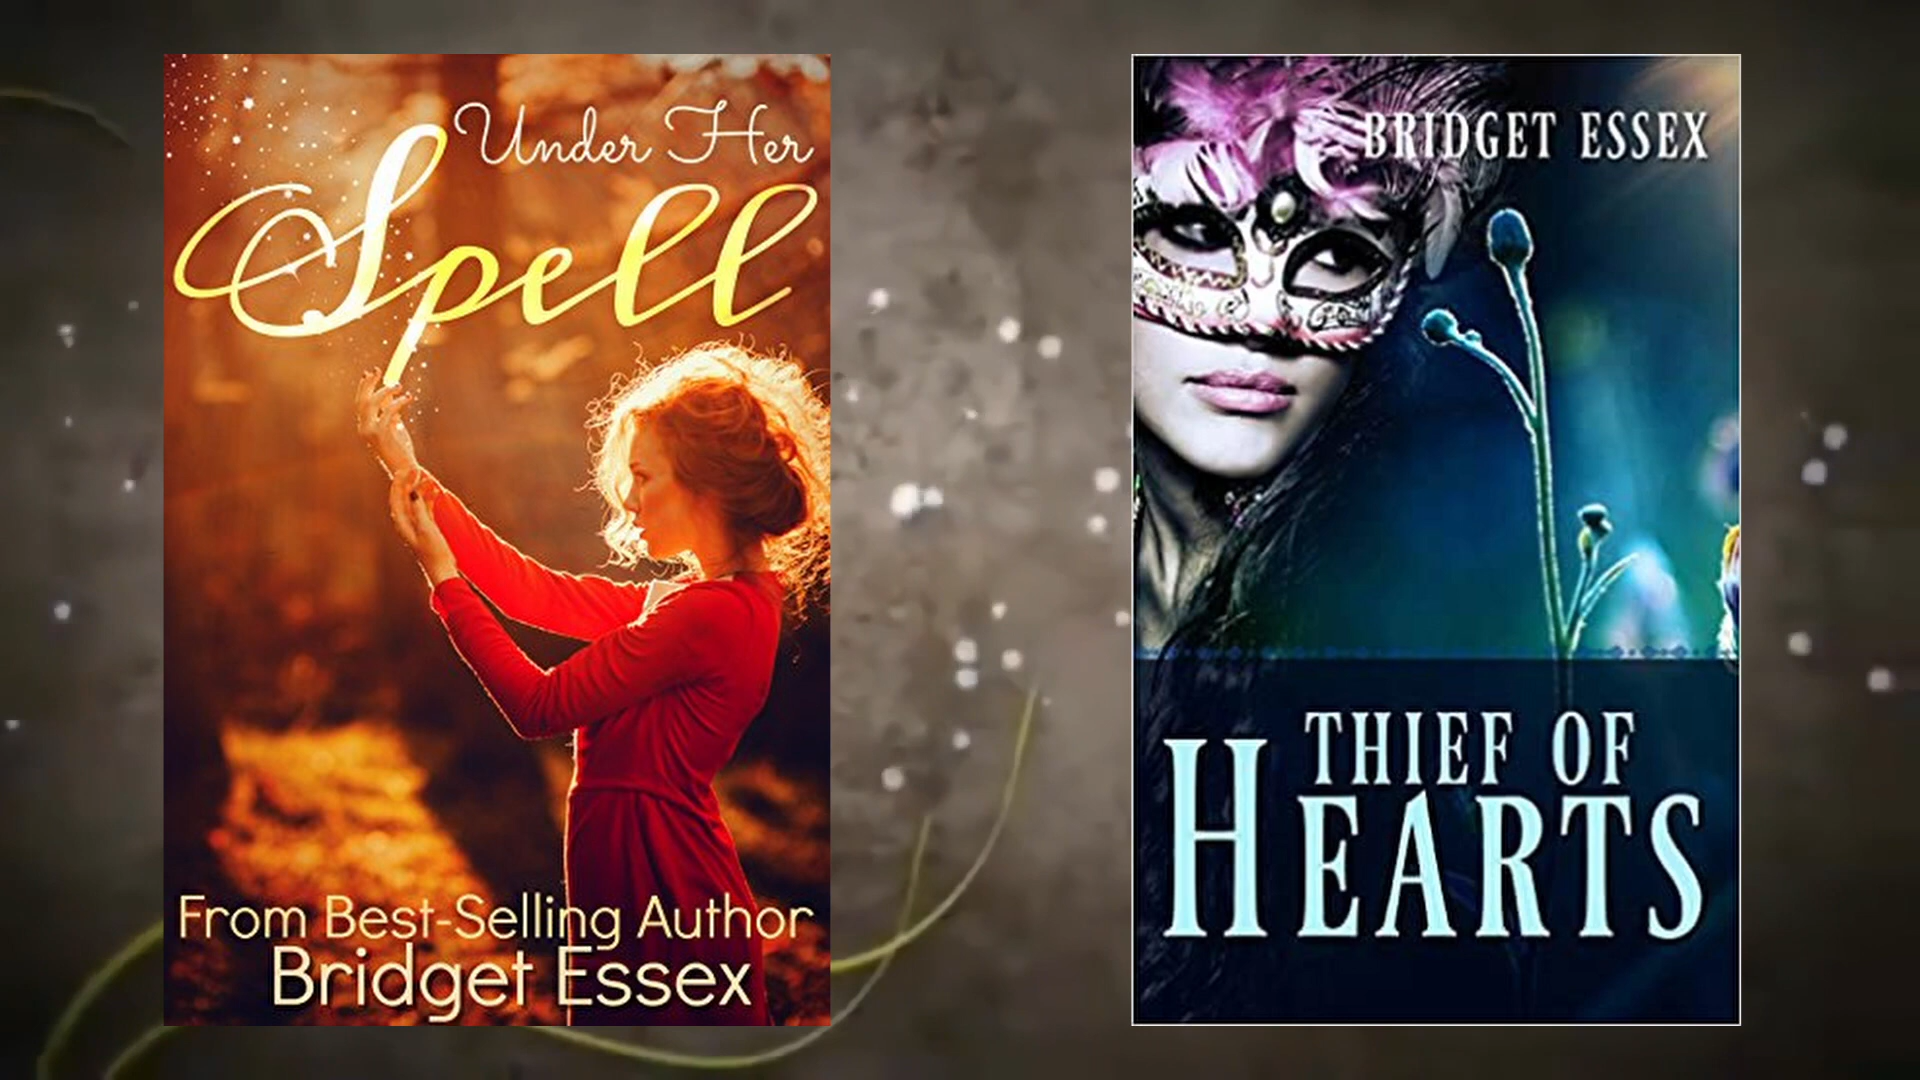 Under Her
Spell
From Best-Selling Author
Bridget Essex
BRIDGET ESSEX
THIEF OF
HEARTS